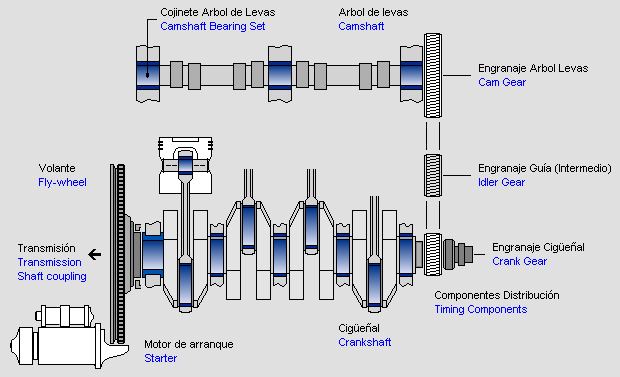 Cojinete Arbol de Levas
Camshaft Bearing Set
Arbol de levas
Camshaft
Engranaje Arbol Levas
Cam Gear
Volante
Fly-wheel
Engranaje Guía (Intermedio)
Idler Gear
Transmisión
Transmission
Shaft coupling
Engranaje Cigüeñal
Crank Gear
Componentes Distribución
Timing Components
Motor de arranque
Starter
Cigüeñal
Crankshaft